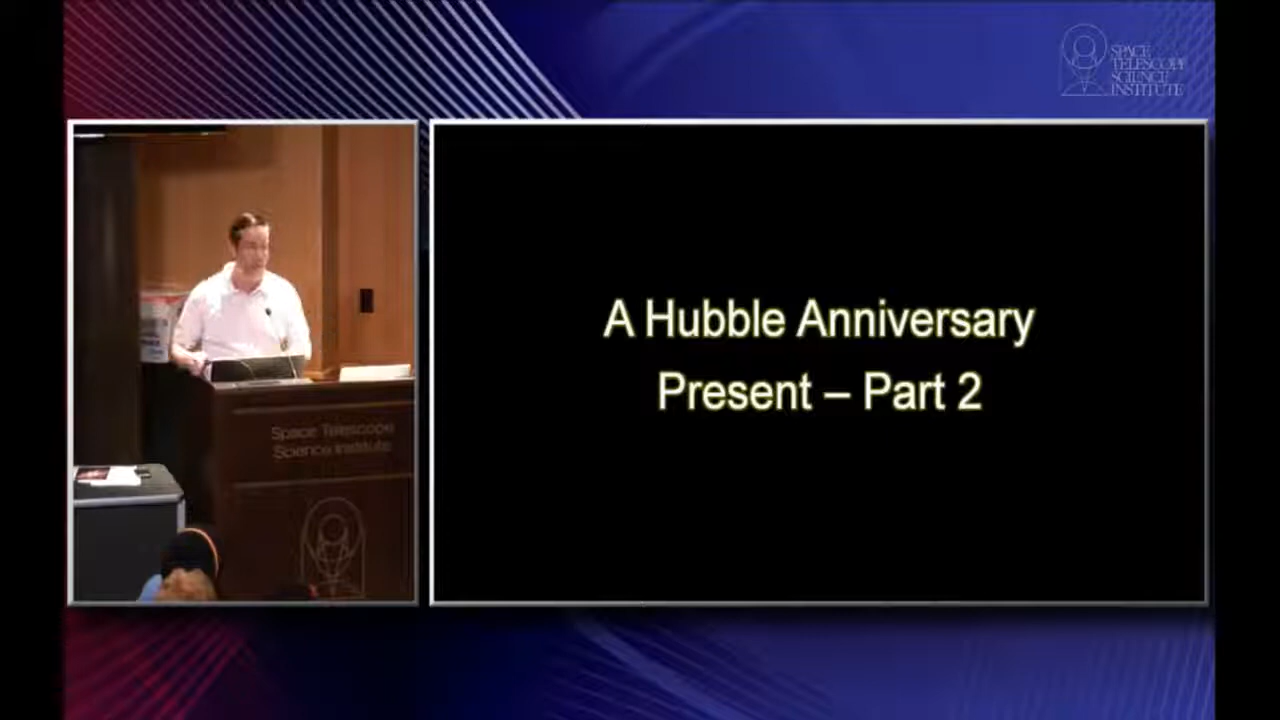 SPACE
TELESCOPE
SCIENCE
INSTITUTE
A Hubble Anniversary
Present – Part 2
Space Telescope
Science Institute